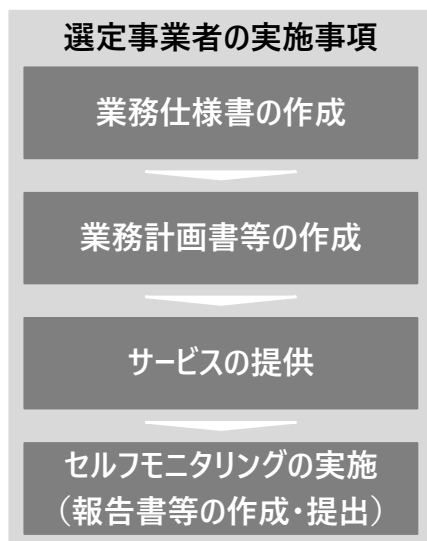 選定事業者の実施事項
業務仕様書の作成
業務計画書等の作成
サービスの提供
セルフモニタリングの実施
（報告書等の作成・提出）